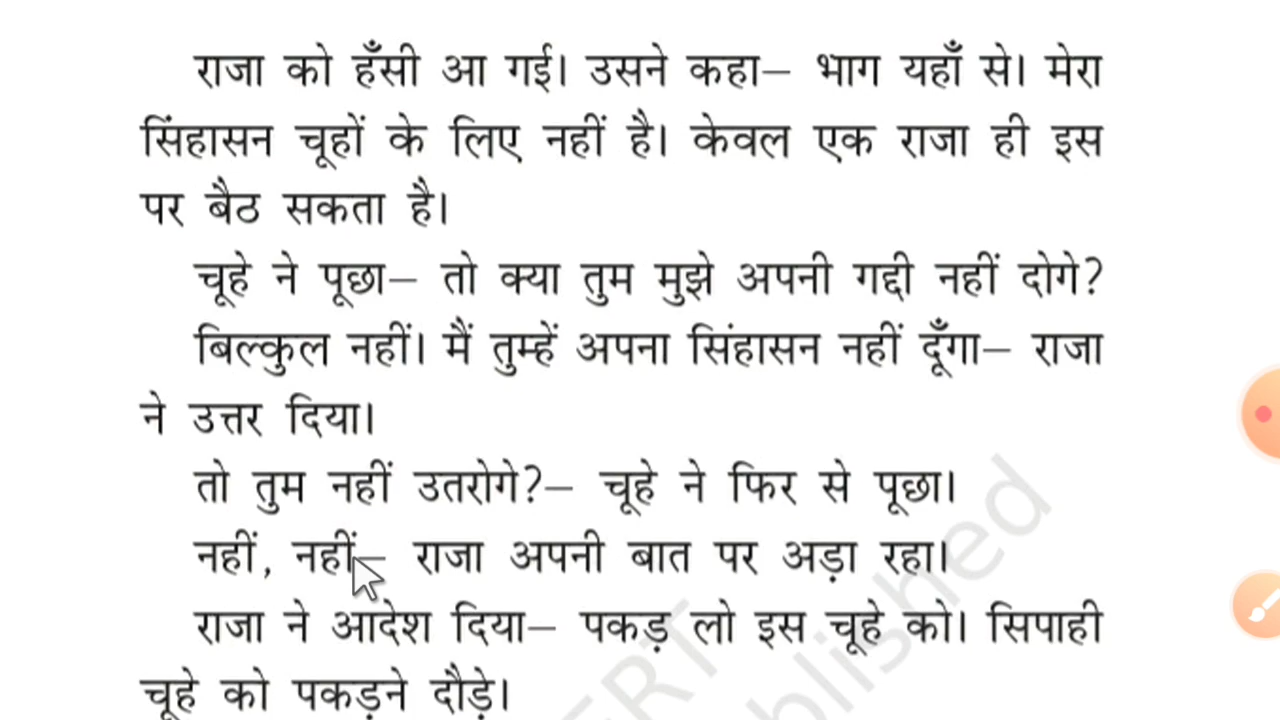 राजा को हँसी आ गई। उसने कहा– भाग यहाँ से। मेरा
सिंहासन चूहों के लिए नहीं है। केवल एक राजा ही इस
पर बैठ सकता है।
चूहे ने पूछा– तो क्या तुम मुझे अपनी गद्दी नहीं दोगे?
बिल्कुल नहीं। मैं तुम्हें अपना सिंहासन नहीं दूँगा– राजा
ने उत्तर दिया।
तो तुम नहीं उतरोगे?– चूहे ने फिर से पूछा।
नहीं, नहीं– राजा अपनी बात पर अड़ा रहा।
राजा ने आदेश दिया– पकड़ लो इस चूहे को। सिपाही
चूहे को पकड़ने दौड़े।